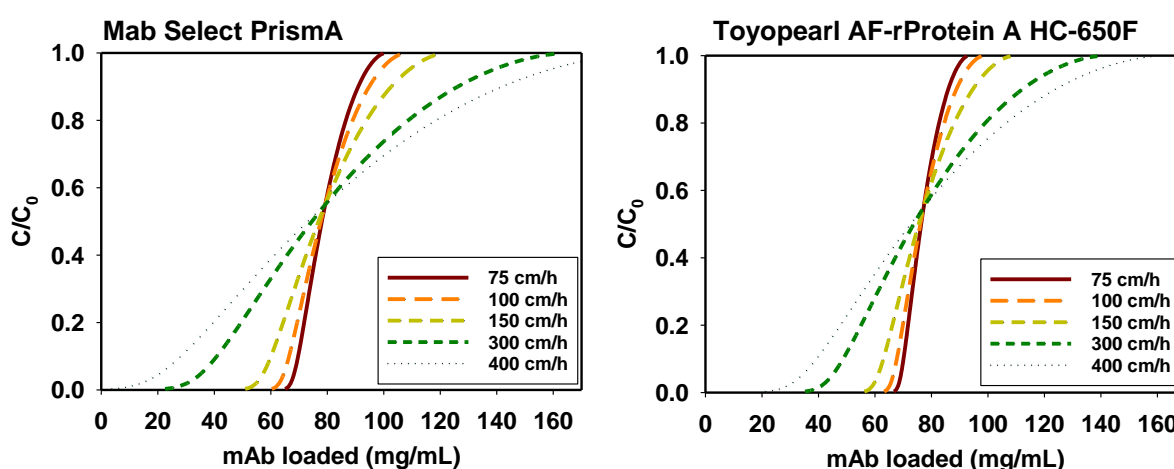 Mab Select PrismA
1.0
0.8
0.6
0.4
0.2
0.0
C/C0
75 cm/h
100 cm/h
150 cm/h
300 cm/h
400 cm/h
0 20 40 60 80 100 120 140 160
mAb loaded (mg/mL)
Toyopearl AF-rProtein A HC-650F
1.0
0.8
0.6
0.4
0.2
0.0
C/C0
75 cm/h
100 cm/h
150 cm/h
300 cm/h
400 cm/h
0 20 40 60 80 100 120 140 160
mAb loaded (mg/mL)